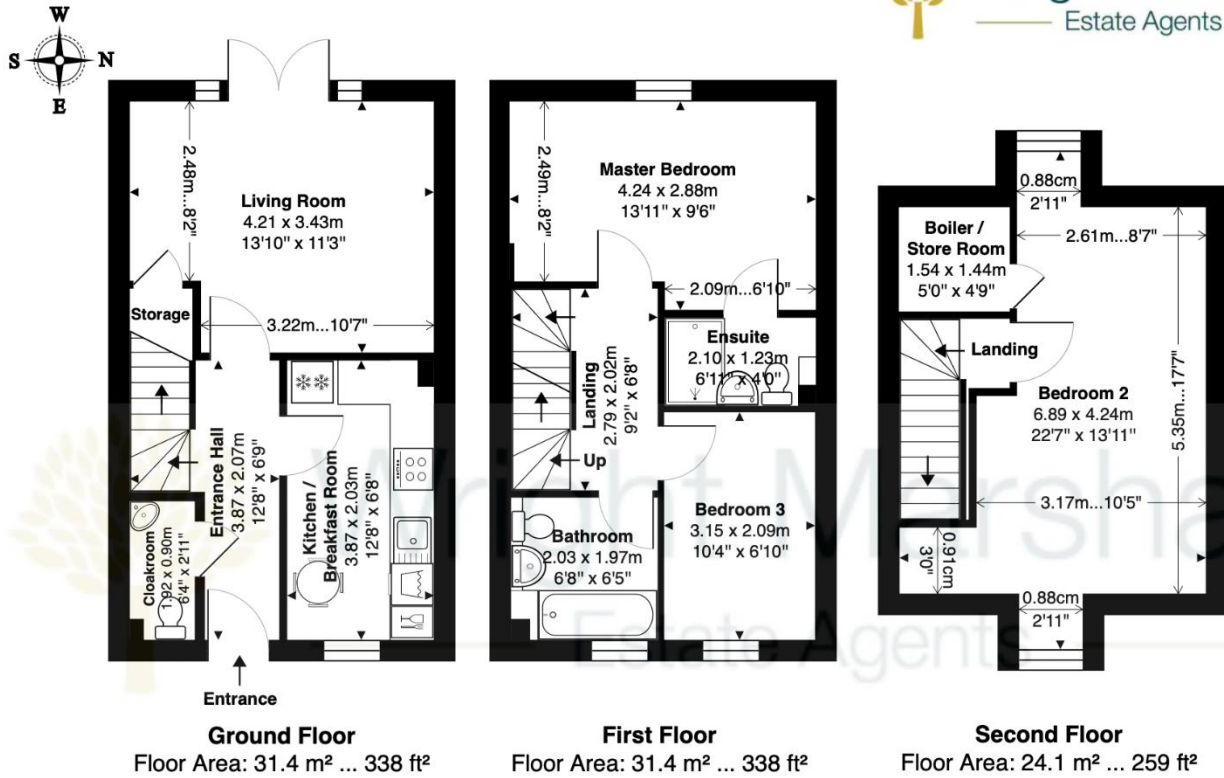 W
S N
E
Estate Agents
2.48m...8'2"
Living Room
4.21 x 3.43m
13'10" x 11'3"
Storage
3.22m...10'7"
Entrance Hall
3.87 x 2.07m
12'8" x 6'9"
Kitchen /
Breakfast Room
3.87 x 2.03m
12'8" x 6'8"
Cloakroom
1.92 x 0.90m
6'4" x 2'11"
Entrance
Ground Floor
Floor Area: 31.4 m² ... 338 ft²
2.49m...8'2"
Master Bedroom
4.24 x 2.88m
13'11" x 9'6"
2.09m...6'10"
Ensuite
2.10 x 1.23m
6'11" x 4'0"
Landing
2.79 x 2.02m
9'2" x 6'8"
Up
Bathroom
2.03 x 1.97m
6'8" x 6'5"
Bedroom 3
3.15 x 2.09m
10'4" x 6'10"
First Floor
Floor Area: 31.4 m² ... 338 ft²
0.88cm
2'11"
Boiler /
Store Room
1.54 x 1.44m
5'0" x 4'9"
2.61m...8'7"
Landing
Bedroom 2
6.89 x 4.24m
22'7" x 13'11"
5.35m...17'7"
3.17m...10'5"
0.91cm
3'0"
0.88cm
2'11"
Second Floor
Floor Area: 24.1 m² ... 259 ft²
Wright Marsha
Estate Agents